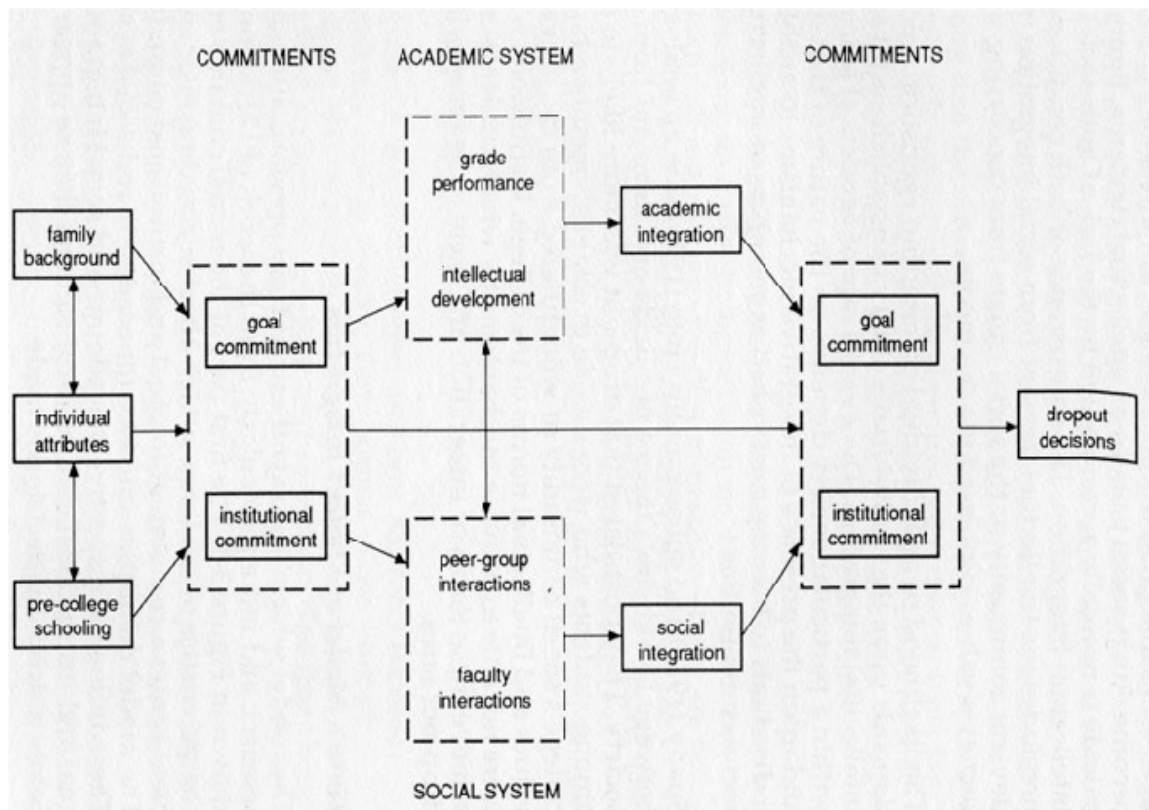 COMMITMENTS
ACADEMIC SYSTEM
COMMITMENTS
grade
performance
intellectual
development
family
background
individual
attributes
pre-college
schooling
goal
commitment
institutional
commitment
peer-group
interactions
faculty
interactions
SOCIAL SYSTEM
academic
integration
social
integration
goal
commitment
institutional
commitment
dropout
decisions